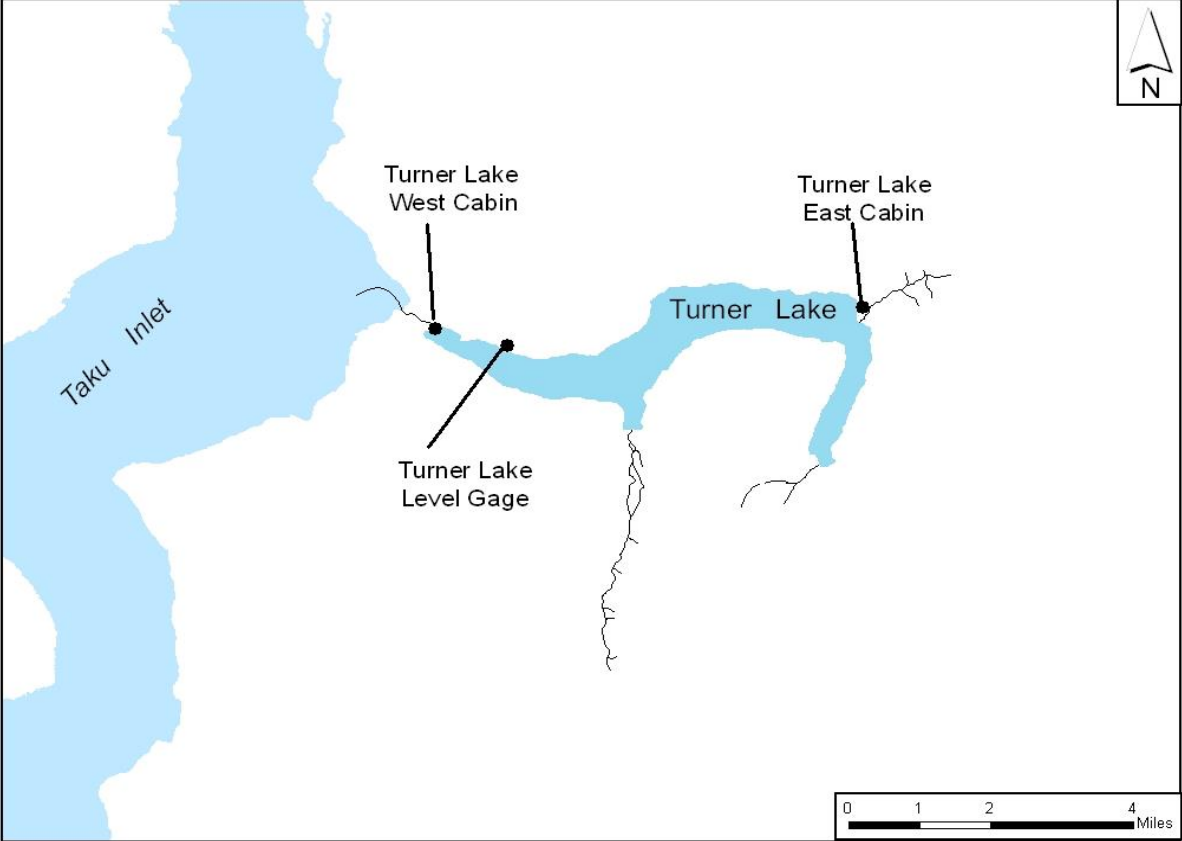 N
Turner Lake
West Cabin
Turner Lake
East Cabin
Turner Lake
Taku Inlet
Turner Lake
Level Gage
0 1 2 4
Miles